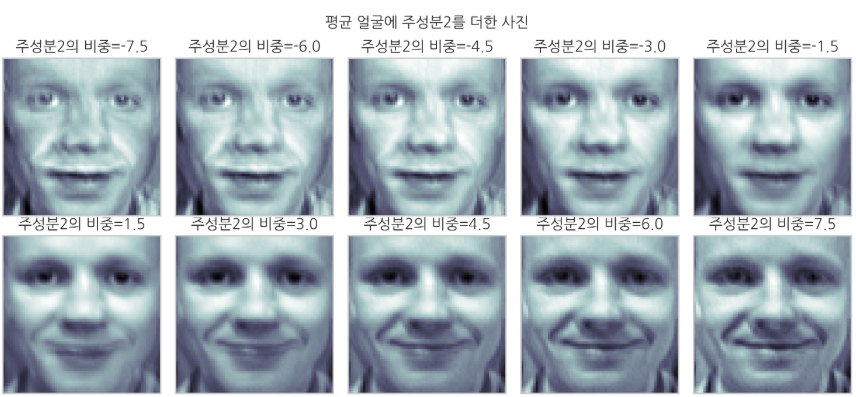 평균 얼굴에 주성분2를 더한 사진
주성분2의 비중=-7.5 주성분2의 비중=-6.0 주성분2의 비중=-4.5 주성분2의 비중=-3.0 주성분2의 비중=-1.5
주성분2의 비중=1.5 주성분2의 비중=3.0 주성분2의 비중=4.5 주성분2의 비중=6.0 주성분2의 비중=7.5